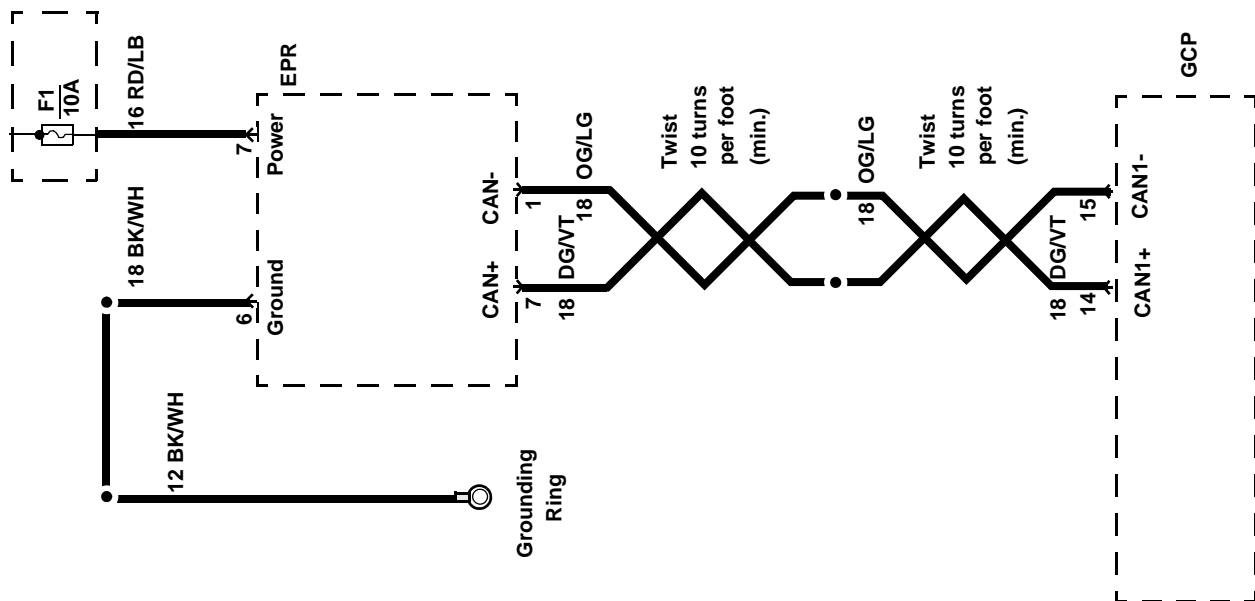 F1
10A
16 RD/LB
EPR
7
Power
18 BK/WH
6
Ground
12 BK/WH
Grounding
Ring
CAN-
1
18 OG/LG
CAN+
7
18 DG/VT
Twist
10 turns
per foot
(min.)
18 OG/LG
Twist
10 turns
per foot
(min.)
GCP
15
CAN1-
18 DG/VT
14
CAN1+